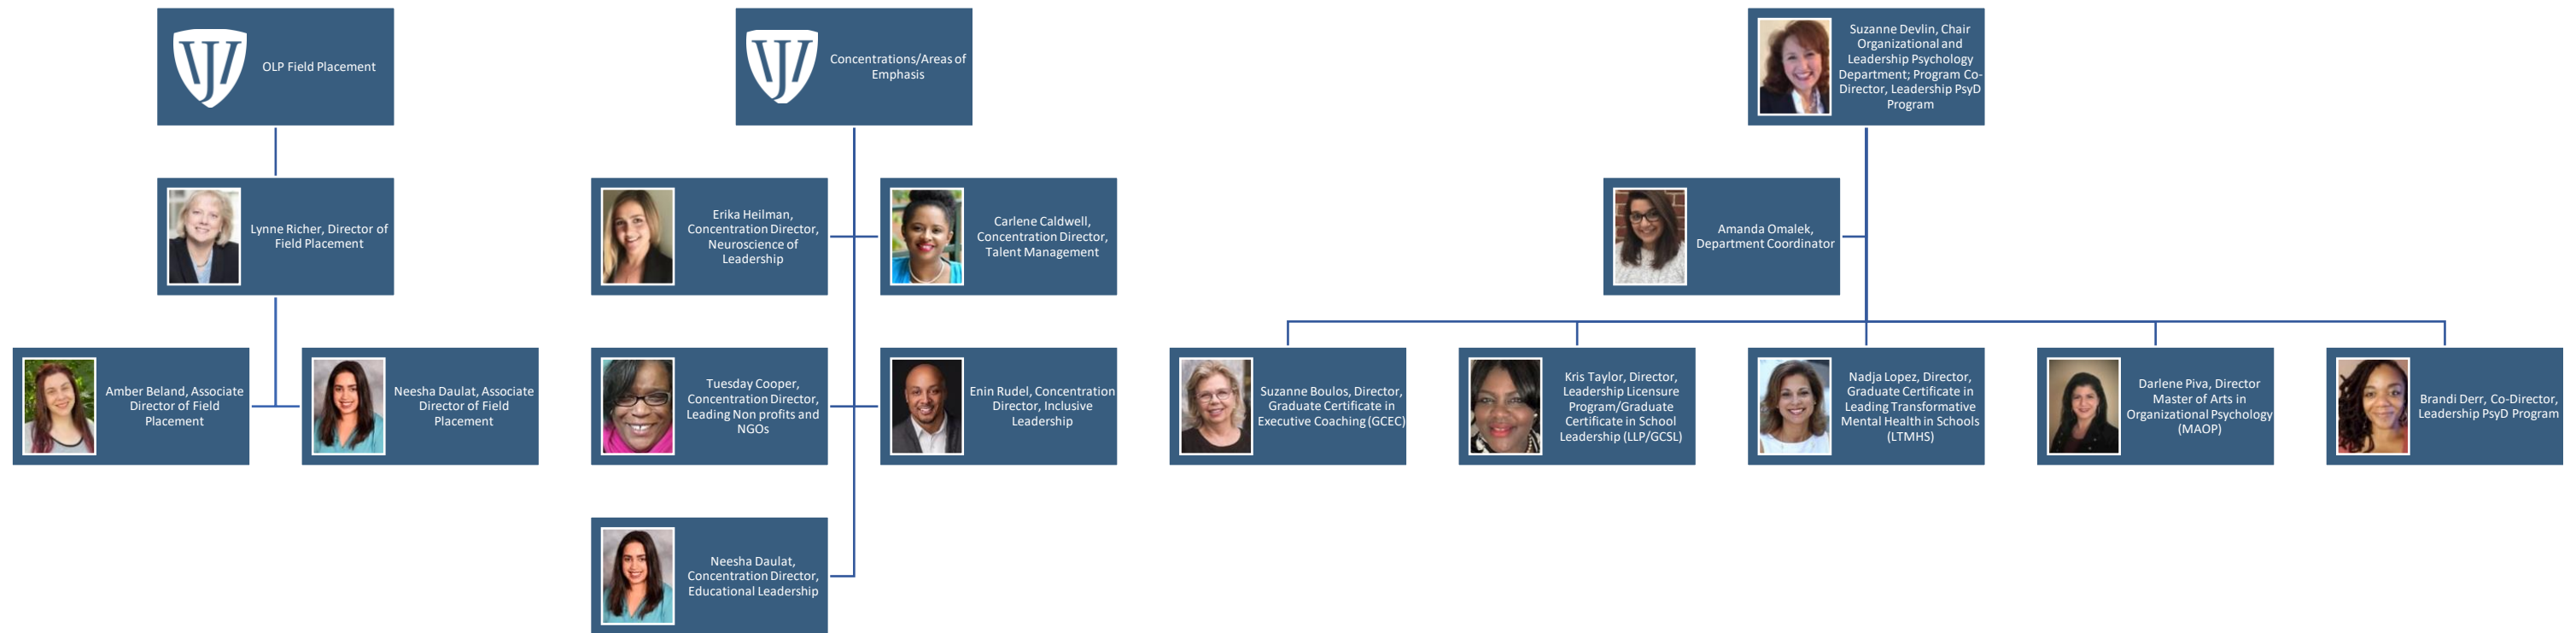 OLP Field Placement
Concentrations/Areas of
Emphasis
Suzanne Devlin, Chair
Organizational and
Leadership Psychology
Department; Program Co-
Director, Leadership PsyD
Program
Lynne Richer, Director of
Field Placement
Erika Heilman,
Concentration Director,
Neuroscience of
Leadership
Carlene Caldwell,
Concentration Director,
Talent Management
Amanda Omalek,
Department Coordinator
Amber Beland, Associate
Director of Field
Placement
Neesha Daulat, Associate
Director of Field
Placement
Tuesday Cooper,
Concentration Director,
Leading Non profits and
NGOs
Enin Rudel, Concentration
Director, Inclusive
Leadership
Suzanne Boulos, Director,
Graduate Certificate in
Executive Coaching (GCEC)
Kris Taylor, Director,
Leadership Licensure
Program/Graduate
Certificate in School
Leadership (LLP/GCSL)
Nadja Lopez, Director,
Graduate Certificate in
Leading Transformative
Mental Health in Schools
(LTMHS)
Darlene Piva, Director
Master of Arts in
Organizational Psychology
(MAOP)
Brandi Derr, Co-Director,
Leadership PsyD Program
Neesha Daulat,
Concentration Director,
Educational Leadership